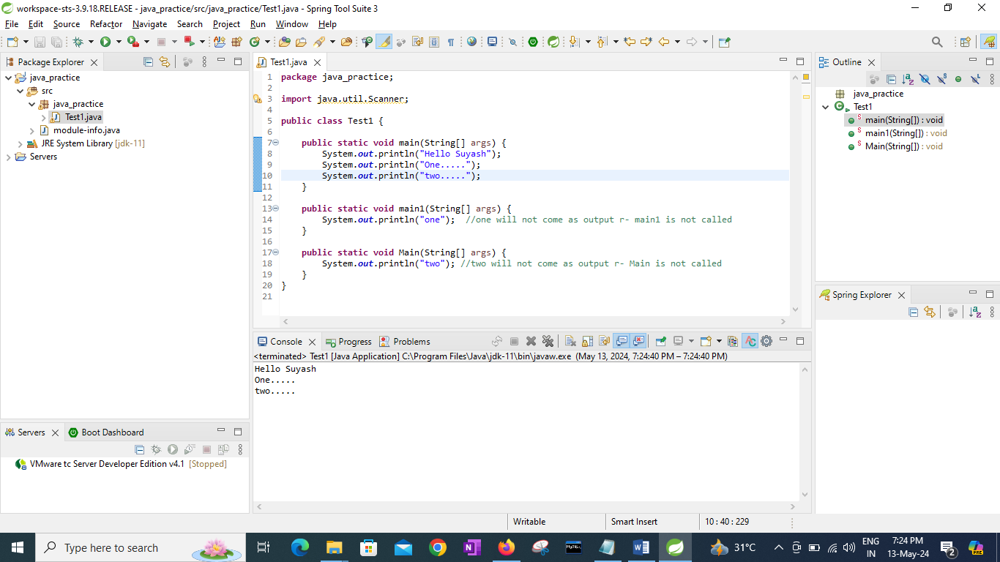 workspace-sts-3.9.18.RELEASE - java_practice/src/java_practice/Test1.java - Spring Tool Suite 3
File Edit Source Refactor Navigate Search Project Run Window Help
Package Explorer
java_practice
src
java_practice
Test1.java
module-info.java
JRE System Library [jdk-11]
Servers
Test1.java
1 package java_practice;
2
3 import java.util.Scanner;
4
5 public class Test1 {
6
7 public static void main(String[] args) {
8 System.out.println("Hello Suyash");
9 System.out.println("One.....");
10 System.out.println("two.....");
11 }
12
13 public static void main1(String[] args) {
14 System.out.println("one");  //one will not come as output r- main1 is not called
15 }
16
17 public static void Main(String[] args) {
18 System.out.println("two"); //two will not come as output r- Main is not called
19 }
20 }
21
Outline
java_practice
Test1
main(String[]) : void
main1(String[]) : void
Main(String[]) : void
Spring Explorer
Console Progress Problems
<terminated> Test1 [Java Application] C:\Program Files\Java\jdk-11\bin\javaw.exe (May 13, 2024, 7:24:40 PM – 7:24:40 PM)
Hello Suyash
One.....
two.....
Servers Boot Dashboard
VMware tc Server Developer Edition v4.1 [Stopped]
Writable Smart Insert 10 : 40 : 229
Type here to search
31°C
ENG
IN
7:24 PM
13-May-24
2
PRE